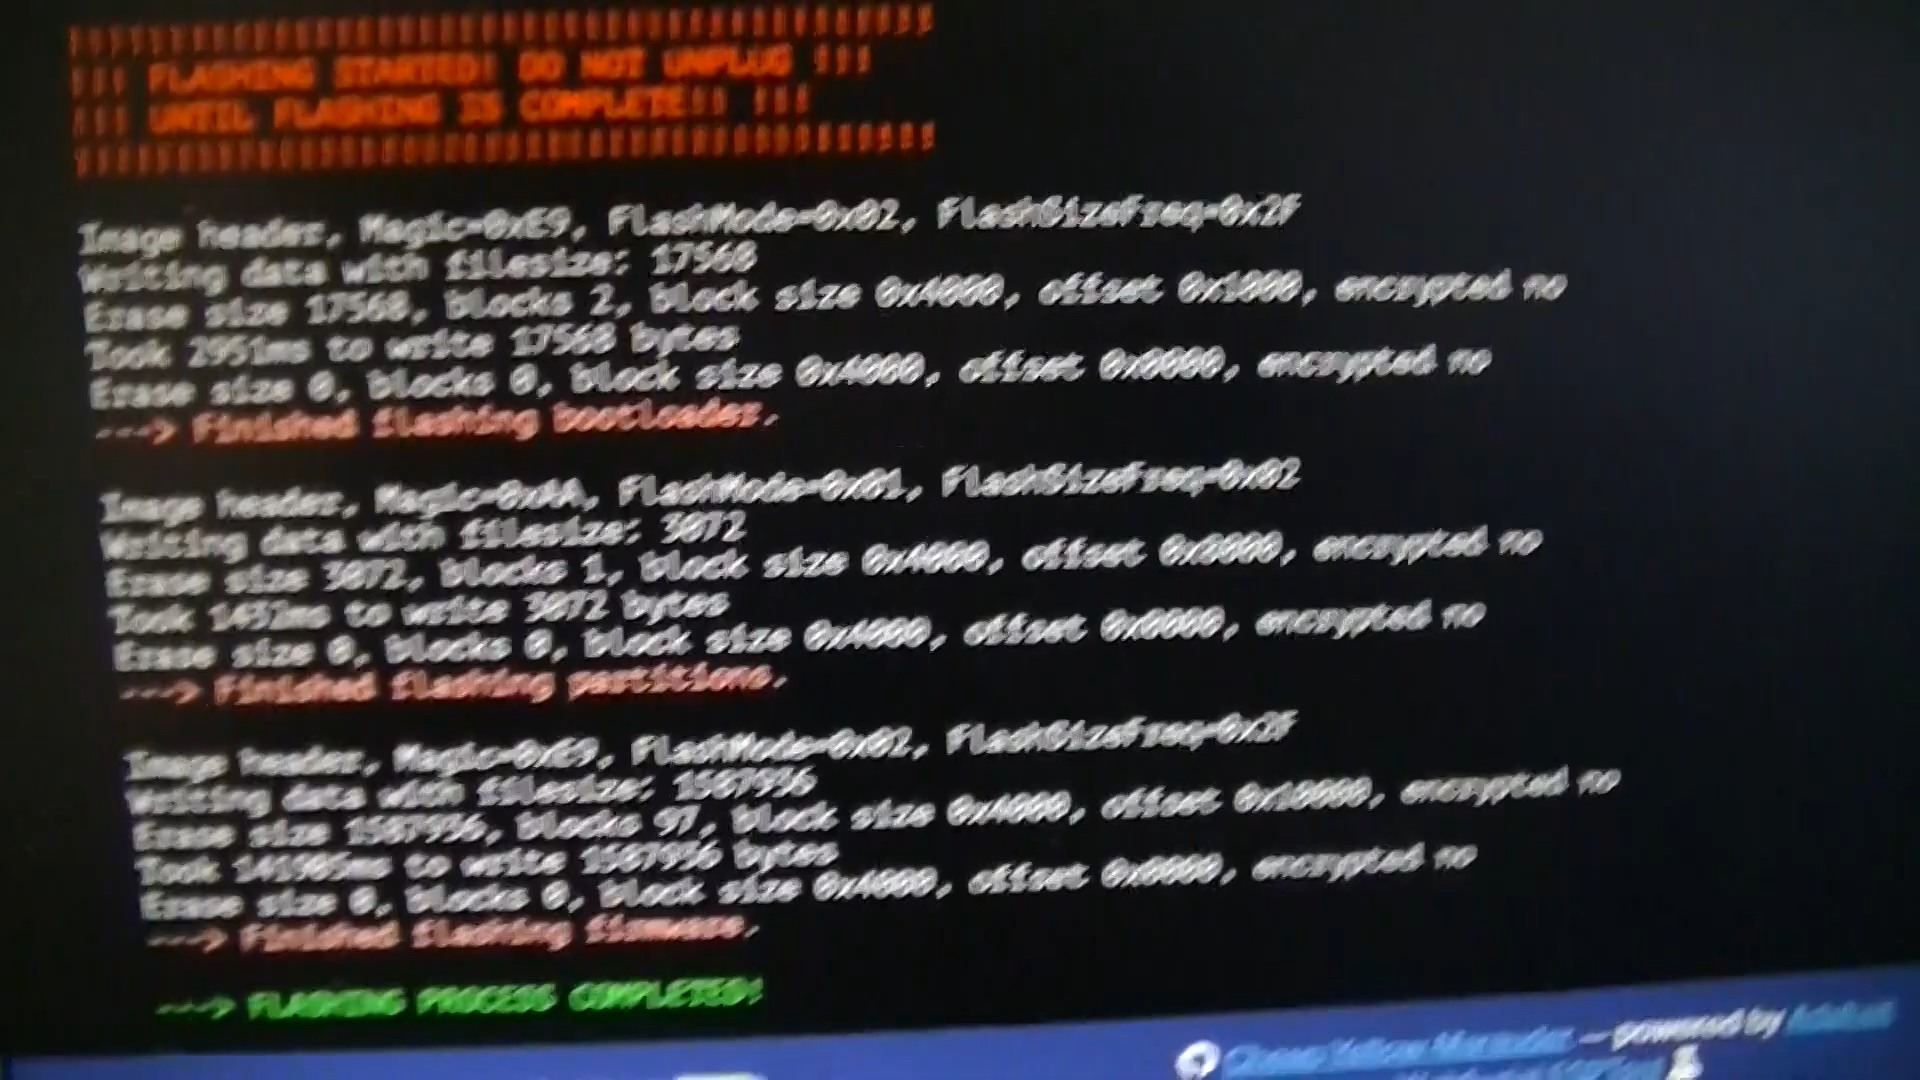 !!!!!!!!!!!!!!!!!!!!!!!!!!!!!!!!!!!!!!!!!!
!!! FLASHING STARTED! DO NOT UNPLUG !!!
!!! UNTIL FLASHING IS COMPLETE!! !!!
!!!!!!!!!!!!!!!!!!!!!!!!!!!!!!!!!!!!!!!!!!
Image header, Magic=0xE9, FlashMode=0x02, FlashSizeFreq=0x2F
Writing data with filesize: 17568
Erase size 17568, blocks 2, block size 0x4000, offset 0x1000, encrypted no
Took 2951ms to write 17568 bytes
Erase size 0, blocks 0, block size 0x4000, offset 0x0000, encrypted no
---> Finished flashing bootloader.
Image header, Magic=0xAA, FlashMode=0x01, FlashSizeFreq=0x02
Writing data with filesize: 3072
Erase size 3072, blocks 1, block size 0x4000, offset 0x8000, encrypted no
Took to write 3072 bytes
Erase size 0, blocks 0, block size 0x4000, offset 0x0000, encrypted no
---> Finished flashing partitions.
Image header, Magic=0xE9, FlashMode=0x02, FlashSizeFreq=0x2F
Writing data with filesize: 1587936
Erase size 1587936, blocks 97, block size 0x4000, offset 0x10000, encrypted no
Took to write 1587936 bytes
Erase size 0, blocks 0, block size 0x4000, offset 0x0000, encrypted no
---> Finished flashing firmware.
---> FLASHING PROCESS COMPLETED!
— powered by Adafruit